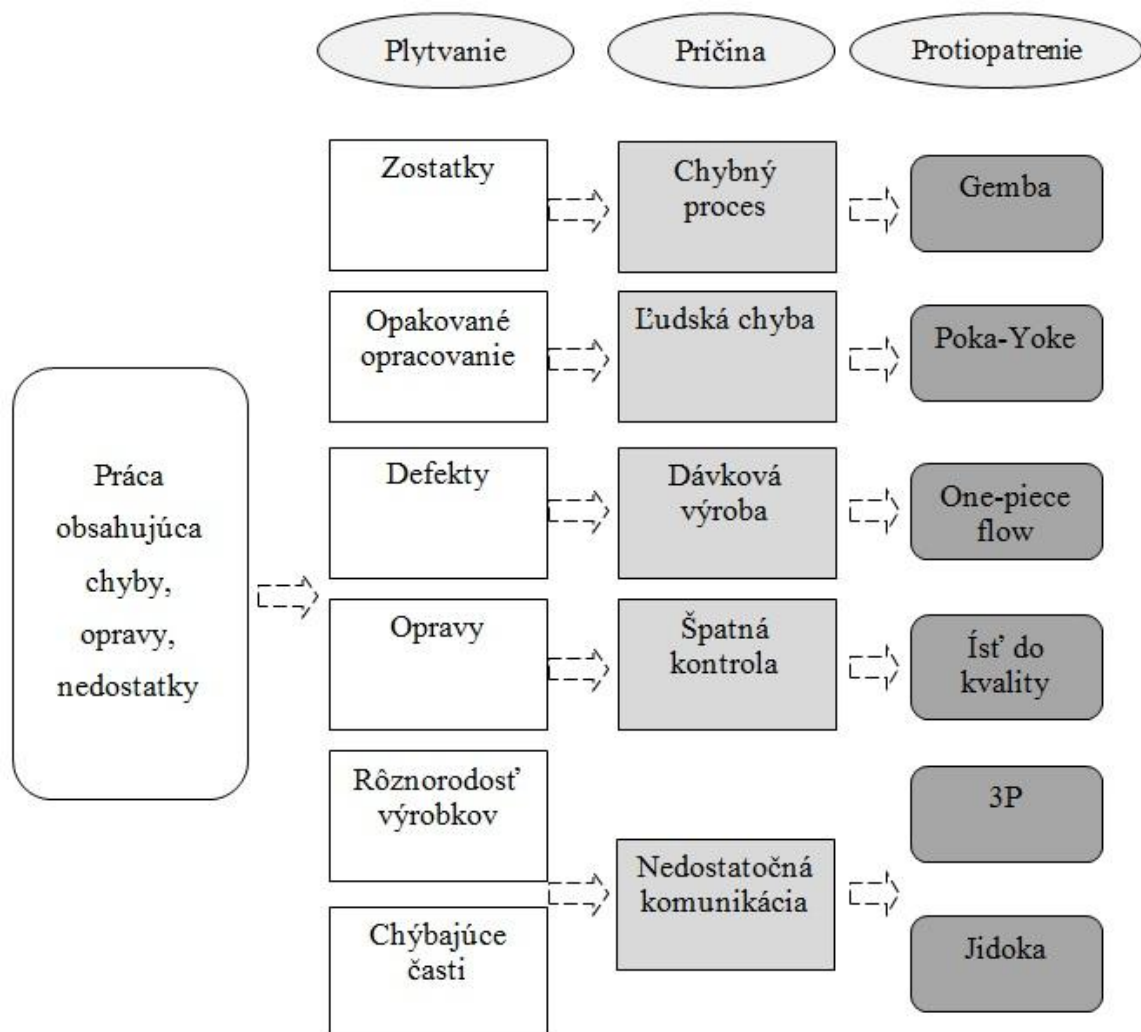 Plytvanie
Príčina
Protiopatrenie
Zostatky
Chybný
proces
Gemba
Opakované
opracovanie
Ľudská chyba
Poka-Yoke
Práca
obsahujúca
chyby,
opravy,
nedostatky
Defekty
Dávková
výroba
One-piece
flow
Opravy
Špatná
kontrola
Ísť do
kvality
Rôznorodosť
výrobkov
Chýbajúce
časti
Nedostatočná
komunikácia
3P
Jidoka